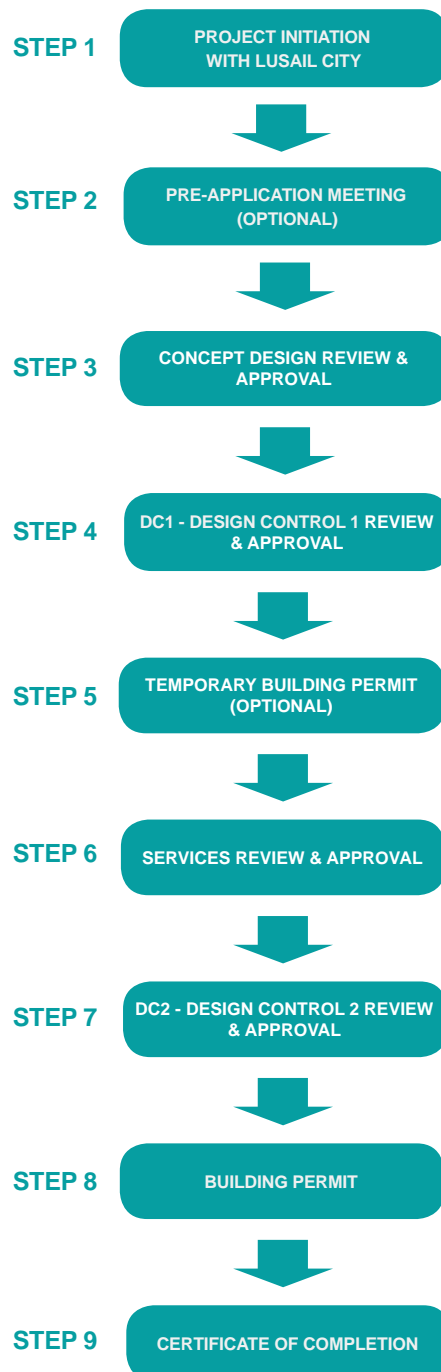 STEP 1
PROJECT INITIATION
WITH LUSAIL CITY
STEP 2
PRE-APPLICATION MEETING
(OPTIONAL)
STEP 3
CONCEPT DESIGN REVIEW &
APPROVAL
STEP 4
DC1 - DESIGN CONTROL 1 REVIEW
& APPROVAL
STEP 5
TEMPORARY BUILDING PERMIT
(OPTIONAL)
STEP 6
SERVICES REVIEW & APPROVAL
STEP 7
DC2 - DESIGN CONTROL 2 REVIEW
& APPROVAL
STEP 8
BUILDING PERMIT
STEP 9
CERTIFICATE OF COMPLETION